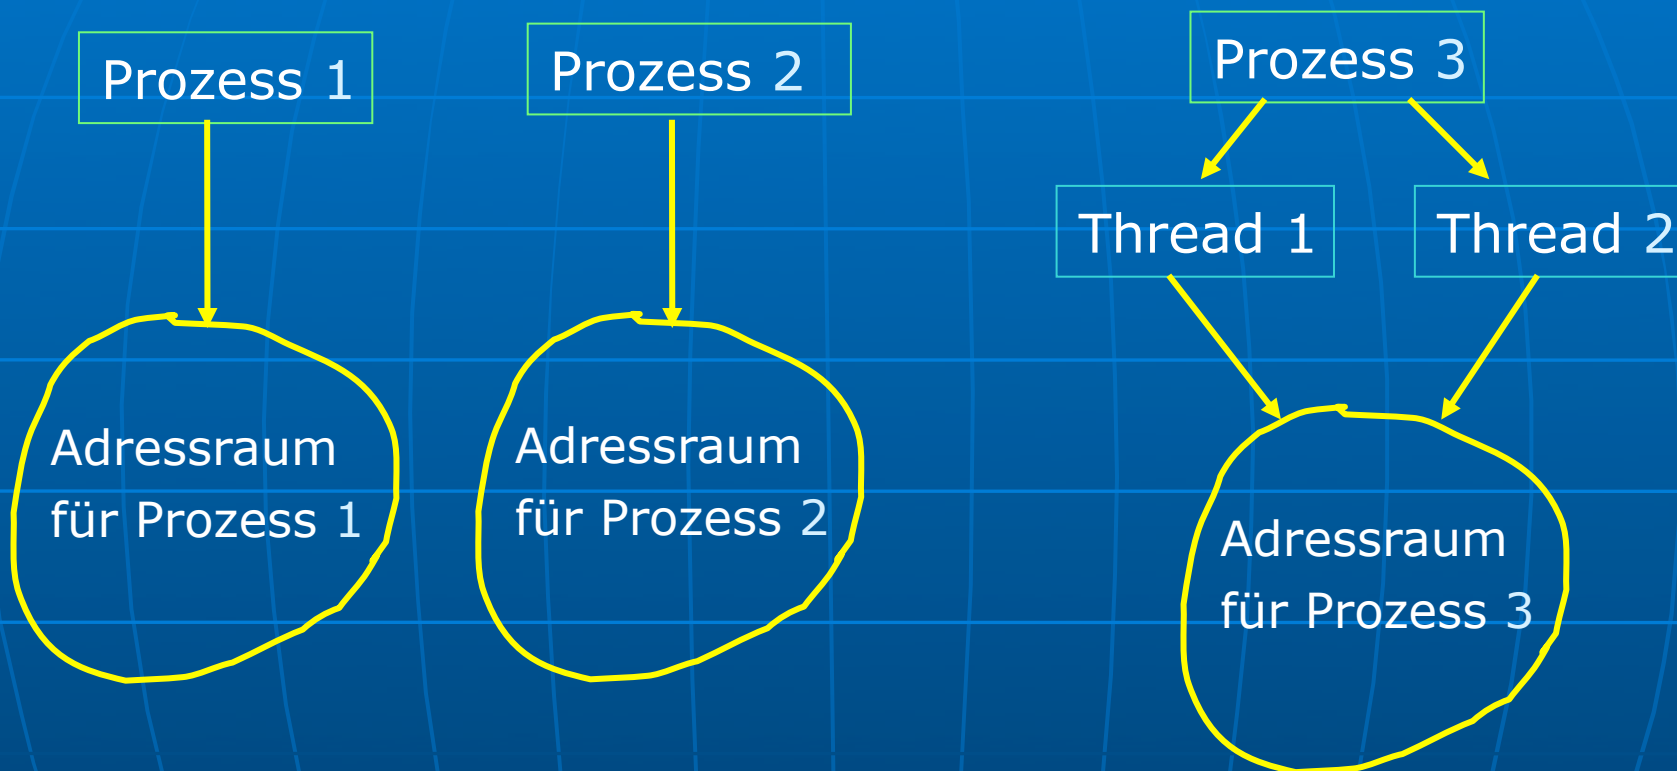 Prozess 1
Prozess 2
Prozess 3
Thread 1
Thread 2
Adressraum
für Prozess 1
Adressraum
für Prozess 2
Adressraum
für Prozess 3